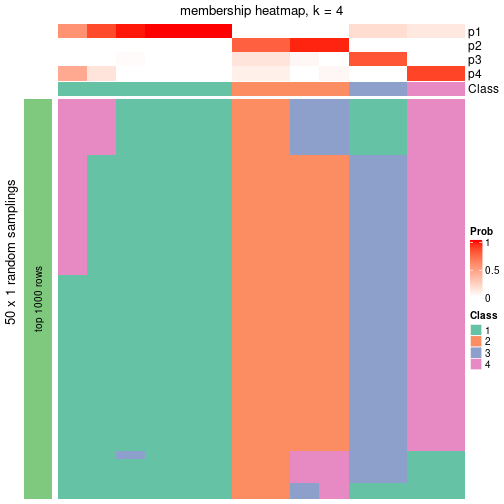 membership heatmap, k = 4
p1
p2
p3
p4
Class
50 x 1 random samplings
top 1000 rows
Prob
1
0.5
0
Class
1
2
3
4